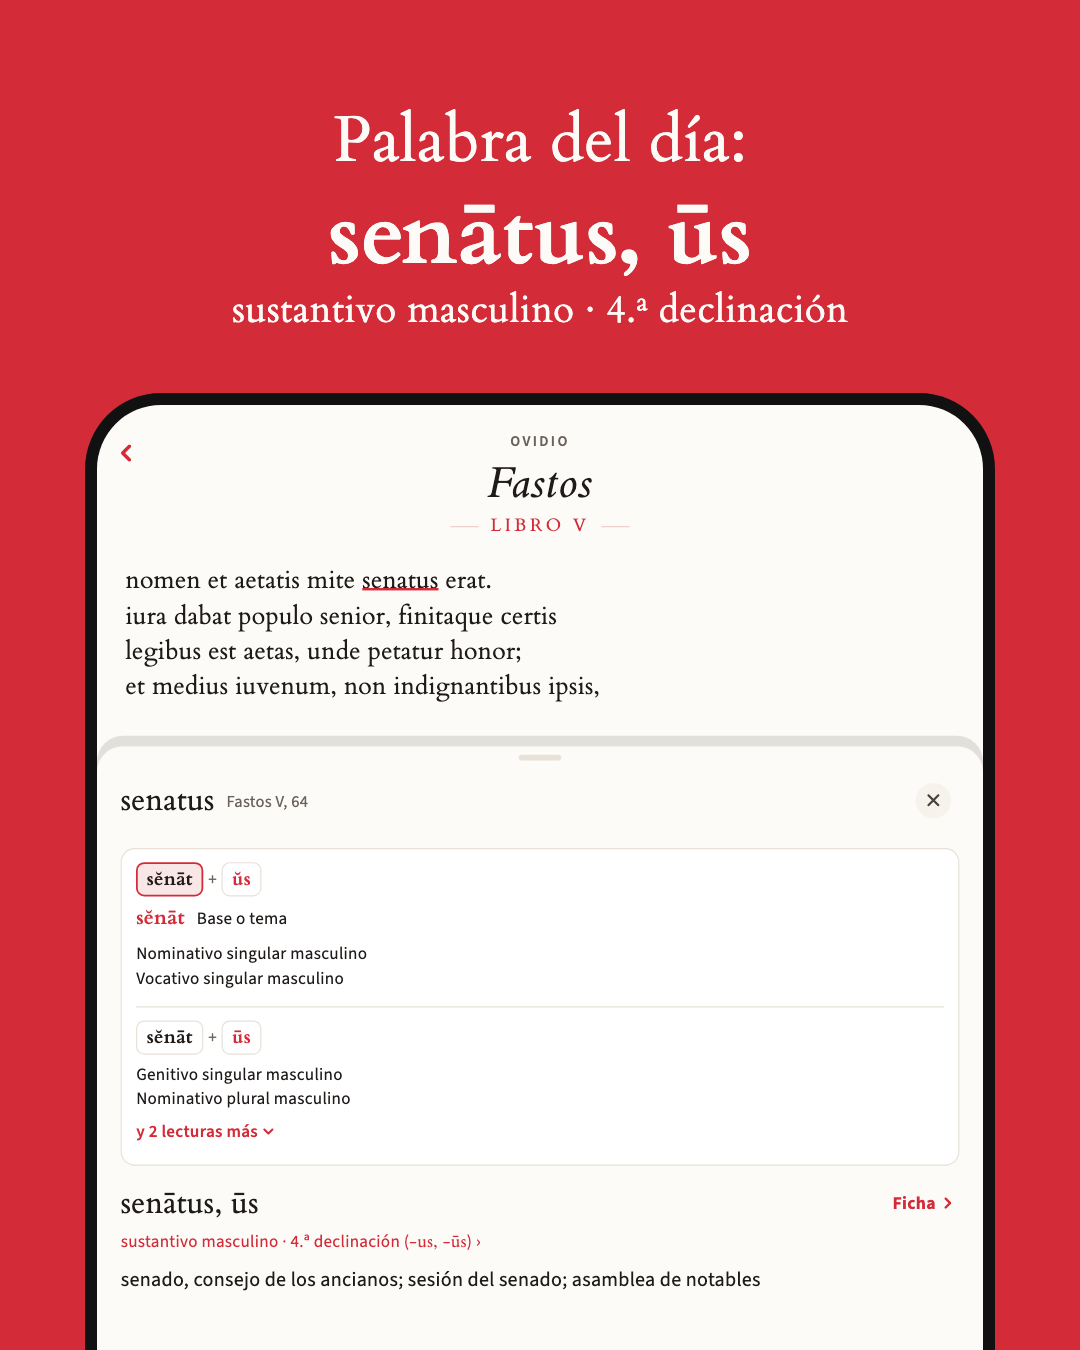 Palabra del día:
senātus, ūs
sustantivo masculino · 4.ª declinación
OVIDIO
Fastos
LIBRO V
nomen et aetatis mite senatus erat.
iura dabat populo senior, finitaque certis
legibus est aetas, unde petatur honor;
et medius iuvenum, non indignantibus ipsis,
senatus Fastos V, 64
sĕnāt + ŭs
sĕnāt Base o tema
Nominativo singular masculino
Vocativo singular masculino
sĕnāt + ūs
Genitivo singular masculino
Nominativo plural masculino
y 2 lecturas más
senātus, ūs Ficha
sustantivo masculino · 4.ª declinación (–us, –ūs) ›
senado, consejo de los ancianos; sesión del senado; asamblea de notables